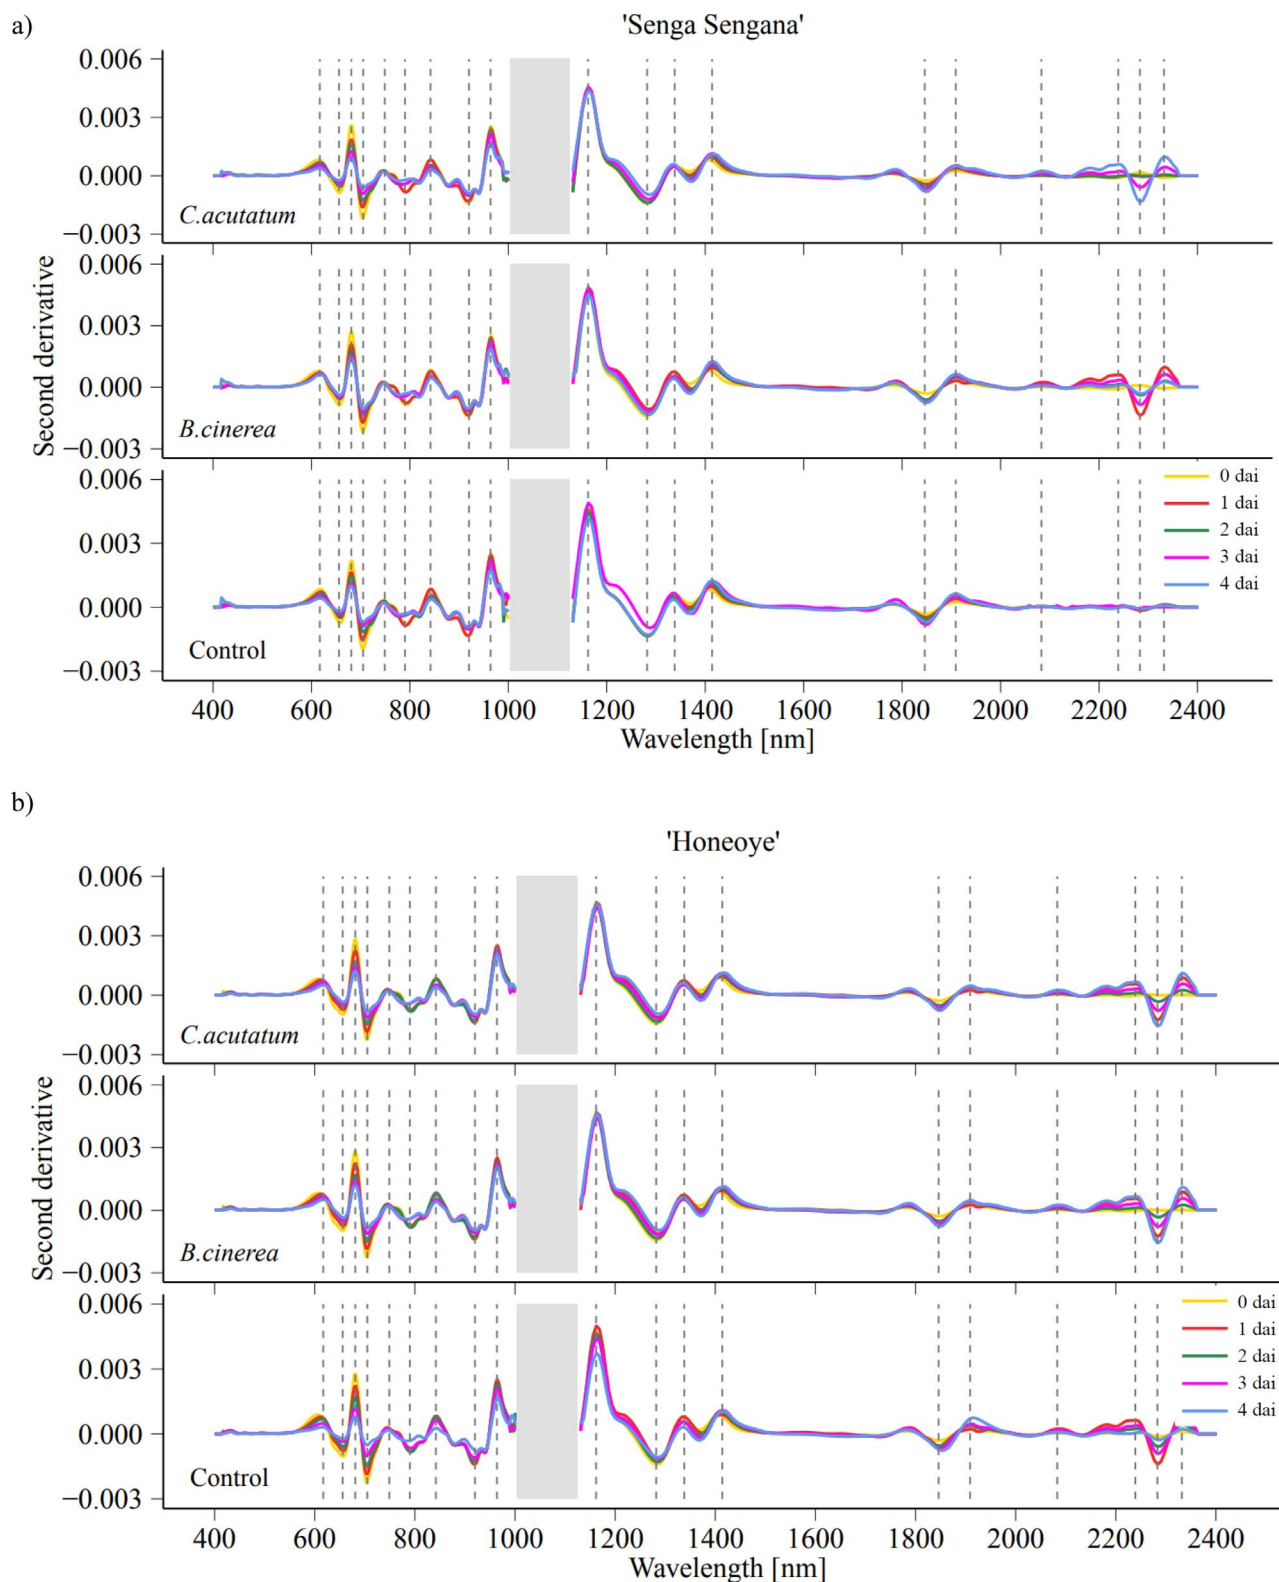 a)
'Senga Sengana'
0.006
0.003
0.000
−0.003
C.acutatum
0.006
0.003
0.000
−0.003
B.cinerea
Second derivative
0.006
0.003
0.000
−0.003
Control
0 dai
1 dai
2 dai
3 dai
4 dai
400 600 800 1000 1200 1400 1600 1800 2000 2200 2400
Wavelength [nm]
b)
'Honeoye'
0.006
0.003
0.000
−0.003
C.acutatum
0.006
0.003
0.000
−0.003
B.cinerea
Second derivative
0.006
0.003
0.000
−0.003
Control
0 dai
1 dai
2 dai
3 dai
4 dai
400 600 800 1000 1200 1400 1600 1800 2000 2200 2400
Wavelength [nm]